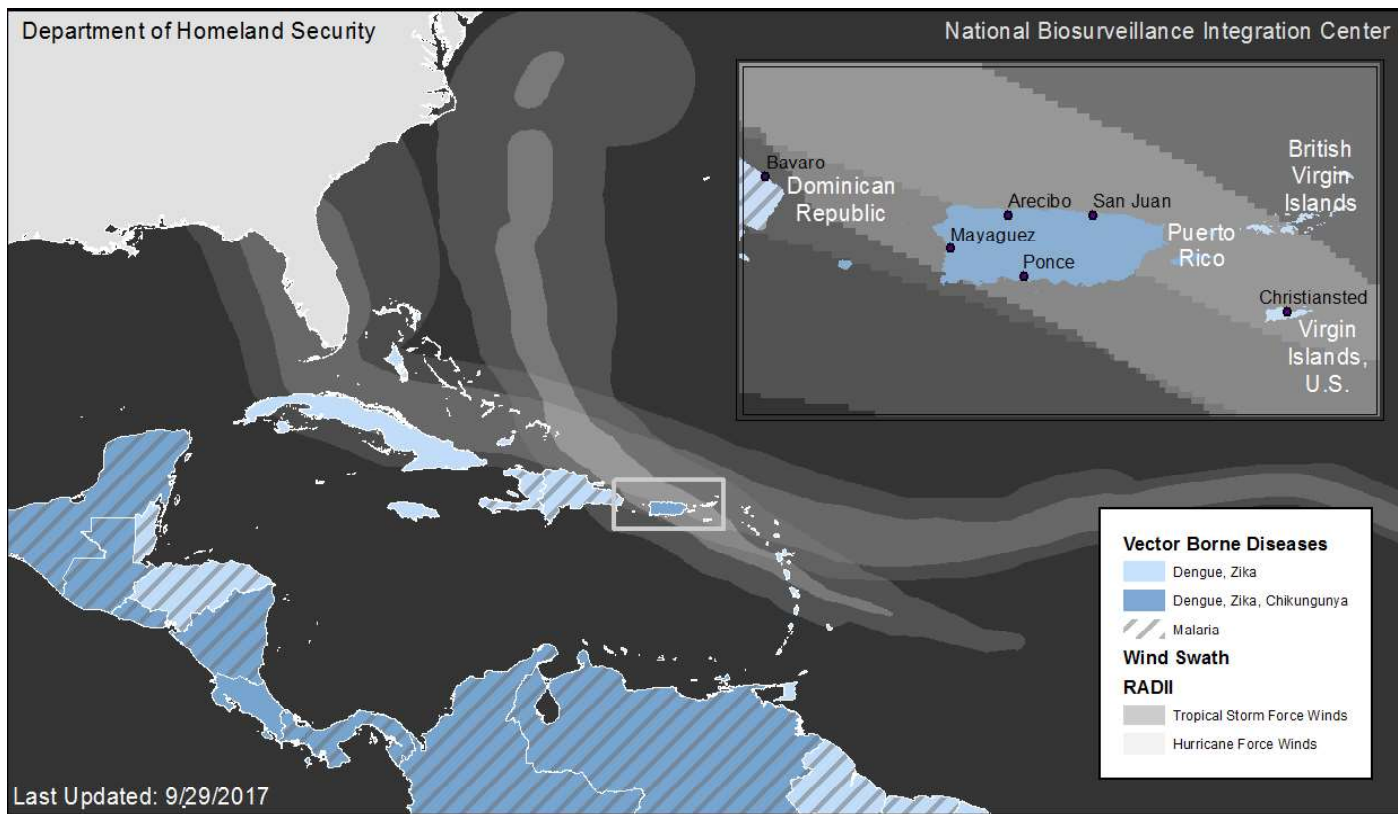 Department of Homeland Security
National Biosurveillance Integration Center
Bavaro
Dominican
Republic
Arecibo
San Juan
Mayaguez
Ponce
Puerto
Rico
British
Virgin
Islands
Christiansted
Virgin
Islands,
U.S.
Vector Borne Diseases
Dengue, Zika
Dengue, Zika, Chikungunya
Malaria
Wind Swath
RADII
Tropical Storm Force Winds
Hurricane Force Winds
Last Updated: 9/29/2017